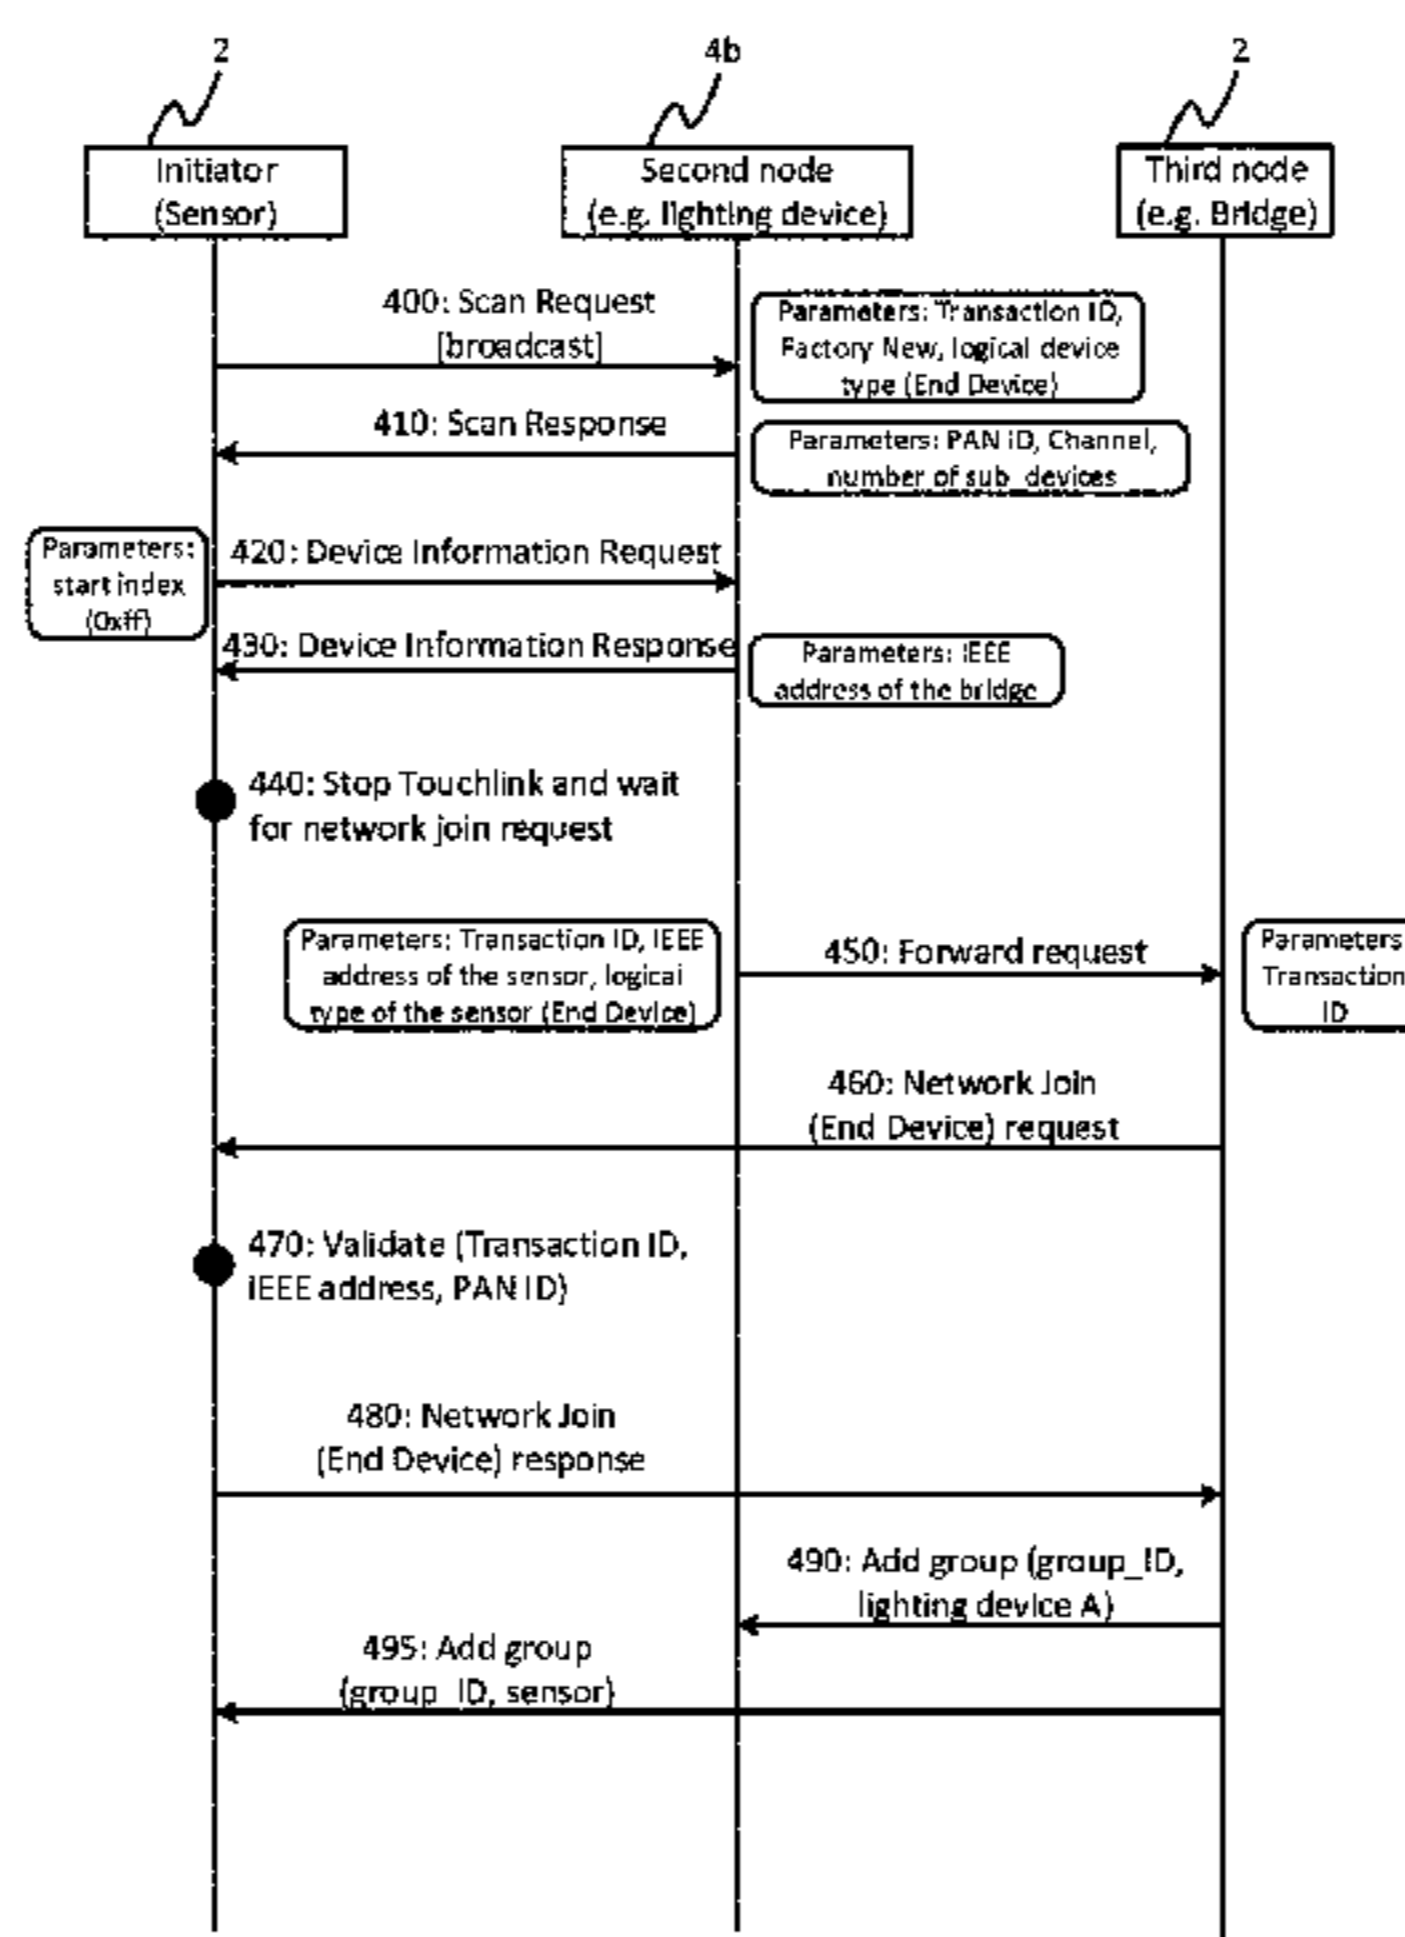 2
4b
2
Initiator
(Sensor)
Second node
(e.g. lighting device)
Third node
(e.g. Bridge)
400: Scan Request
[broadcast]
Parameters: Transaction ID,
Factory New, logical device
type (End Device)
410: Scan Response
Parameters: PAN ID, Channel,
number of sub_devices
Parameters:
start index
(0xff)
420: Device Information Request
430: Device Information Response
Parameters: IEEE
address of the bridge
440: Stop Touchlink and wait
for network join request
Parameters: Transaction ID, IEEE
address of the sensor, logical
type of the sensor (End Device)
450: Forward request
Parameters
Transaction
ID
460: Network Join
(End Device) request
470: Validate (Transaction ID,
IEEE address, PAN ID)
480: Network Join
(End Device) response
490: Add group (group_ID,
lighting device A)
495: Add group
(group_ID, sensor)